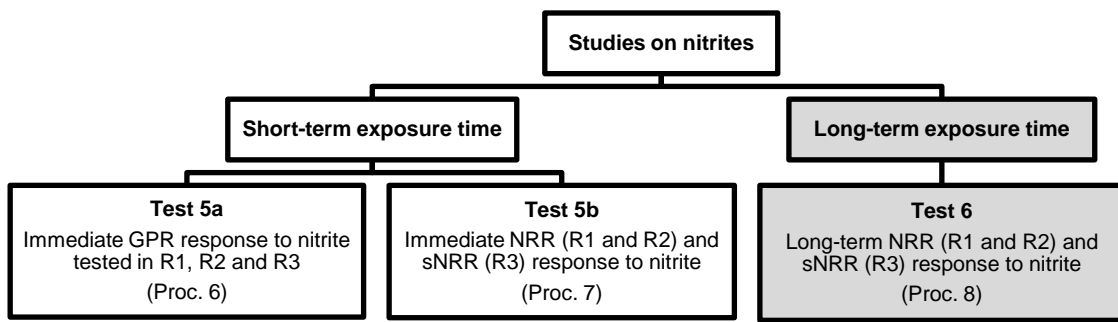 Studies on nitrites
Short-term exposure time
Long-term exposure time
Test 5a
Immediate GPR response to nitrite
tested in R1, R2 and R3
(Proc. 6)
Test 5b
Immediate NRR (R1 and R2) and
sNRR (R3) response to nitrite
(Proc. 7)
Test 6
Long-term NRR (R1 and R2) and
sNRR (R3) response to nitrite
(Proc. 8)